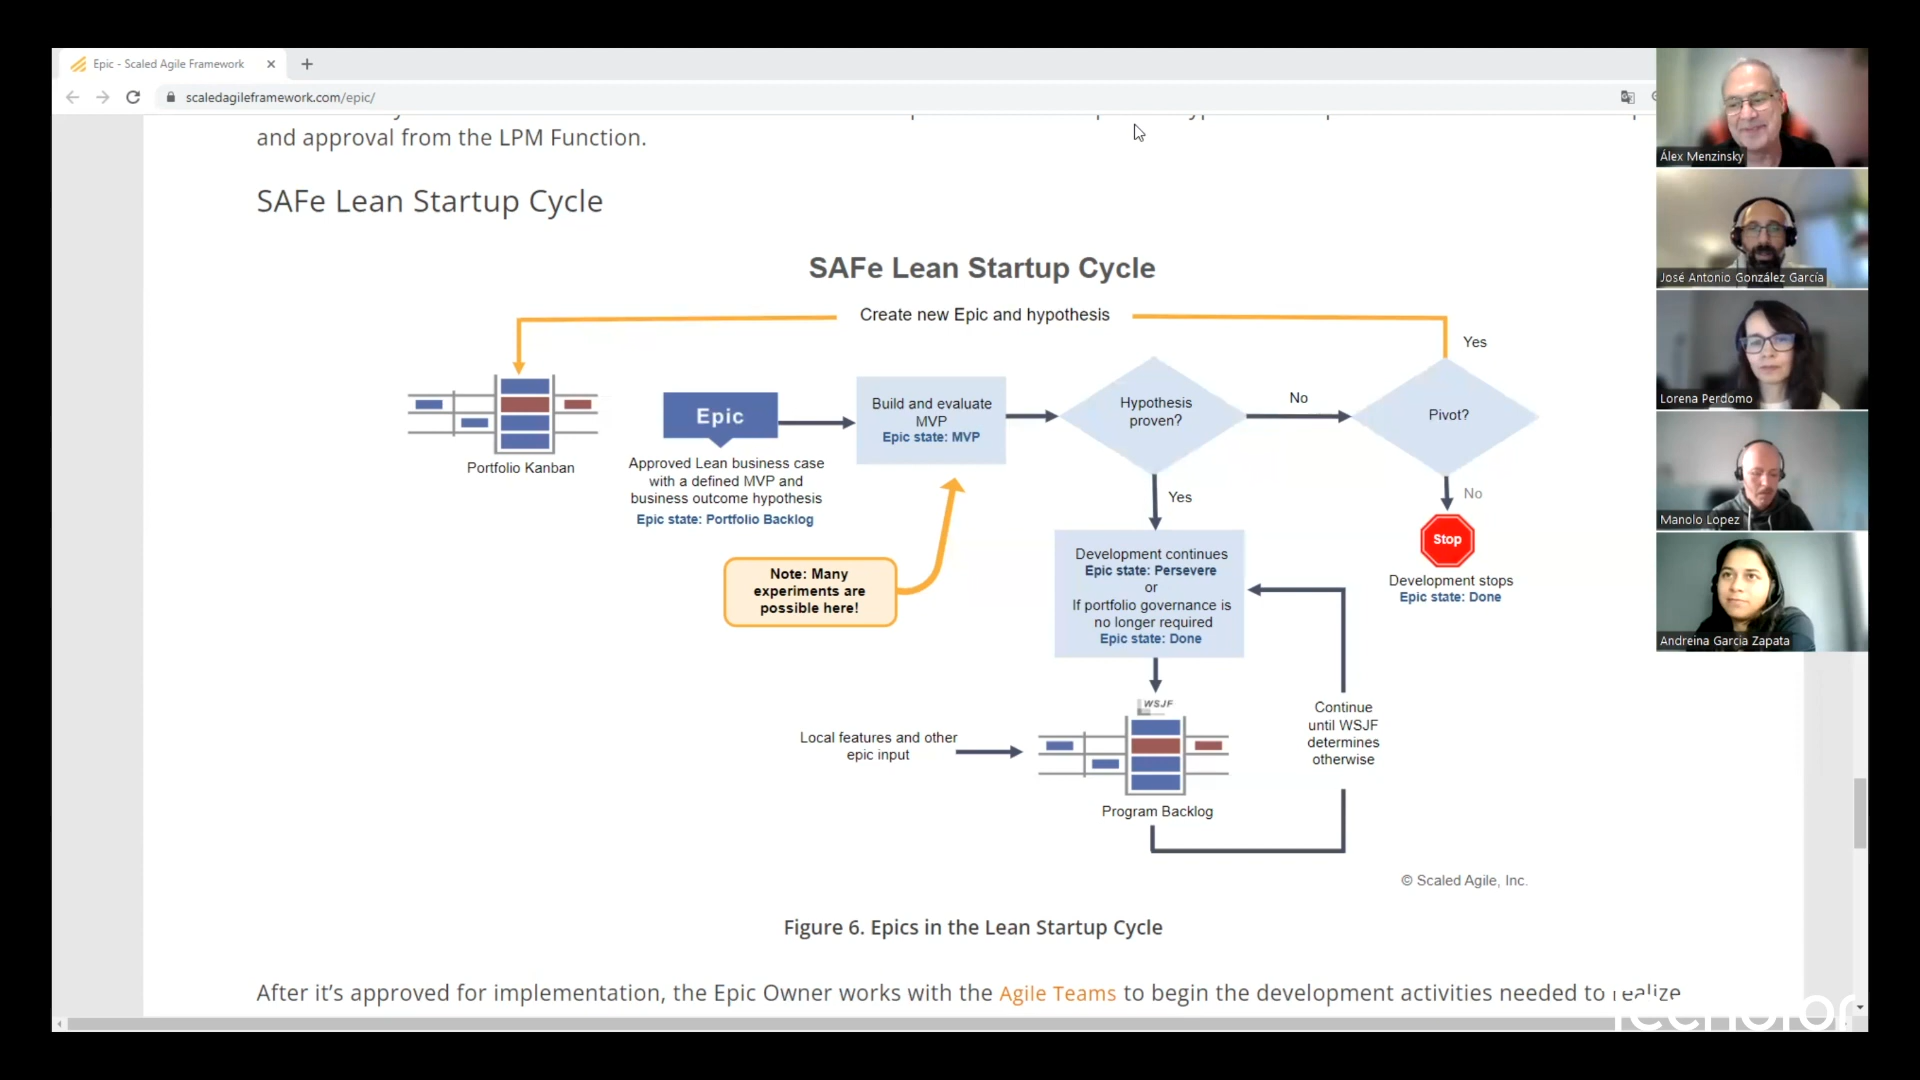 Epic - Scaled Agile Framework
scaledagileframework.com/epic/
and approval from the LPM Function.
SAFe Lean Startup Cycle
SAFe Lean Startup Cycle
Create new Epic and hypothesis
Yes
Portfolio Kanban
Epic
Approved Lean business case
with a defined MVP and
business outcome hypothesis
Epic state: Portfolio Backlog
Build and evaluate
MVP
Epic state: MVP
Note: Many
experiments are
possible here!
Hypothesis
proven?
No
Pivot?
Yes
No
Stop
Development stops
Epic state: Done
Development continues
Epic state: Persevere
or
If portfolio governance is
no longer required
Epic state: Done
WSJF
Local features and other
epic input
Program Backlog
Continue
until WSJF
determines
otherwise
© Scaled Agile, Inc.
Figure 6. Epics in the Lean Startup Cycle
After it’s approved for implementation, the Epic Owner works with the Agile Teams to begin the development activities needed to realize
Álex Menzinsky
José Antonio González García
Lorena Perdomo
Manolo Lopez
Andreina Garcia Zapata